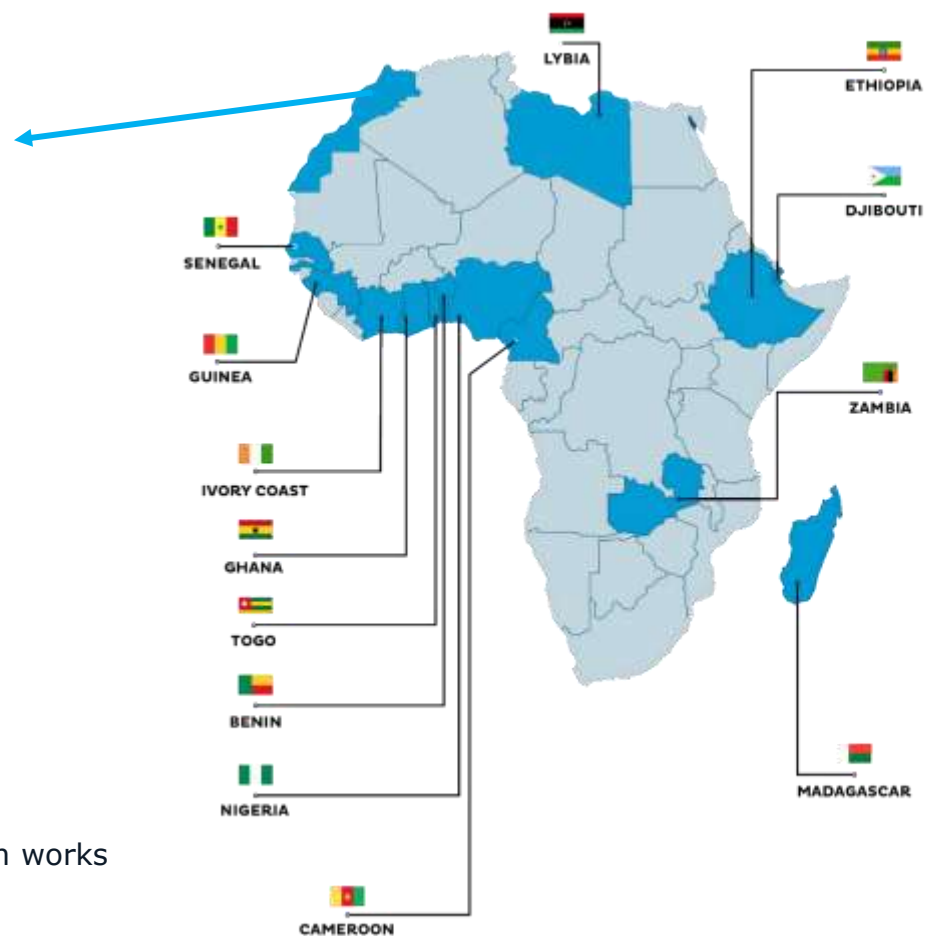 LYBIA
ETHIOPIA
DJIBOUTI
SENEGAL
GUINEA
ZAMBIA
IVORY COAST
GHANA
TOGO
BENIN
NIGERIA
MADAGASCAR
works
CAMEROON